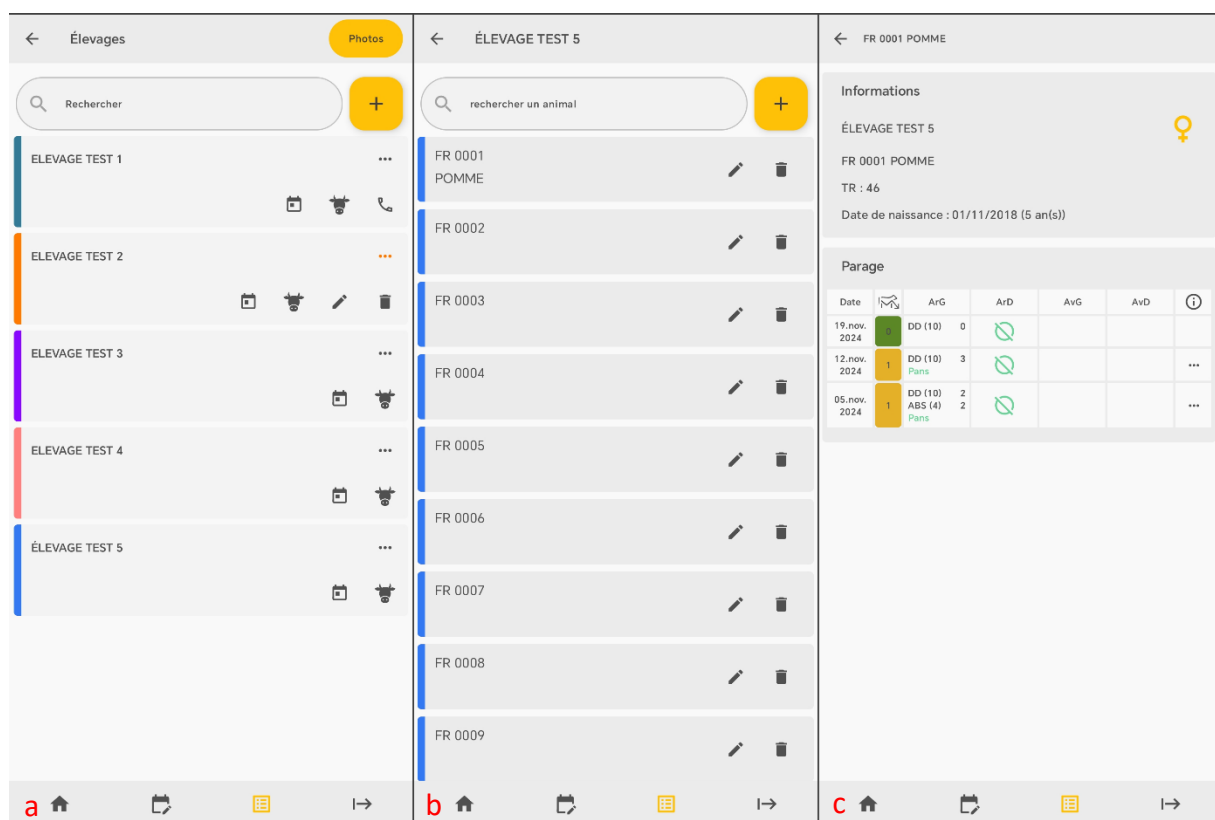 Élevages
Photos
Rechercher
+
ELEVAGE TEST 1
ELEVAGE TEST 2
ELEVAGE TEST 3
ELEVAGE TEST 4
ÉLEVAGE TEST 5
a
ÉLEVAGE TEST 5
rechercher un animal
+
FR 0001
POMME
FR 0002
FR 0003
FR 0004
FR 0005
FR 0006
FR 0007
FR 0008
FR 0009
b
FR 0001 POMME
Informations
ÉLEVAGE TEST 5
FR 0001 POMME
TR : 46
Date de naissance : 01/11/2018 (5 an(s))
Parage
Date ArG ArD AvG AvD
19.nov. 2024 0 DD (10) 0
12.nov. 2024 1 DD (10) 3 Pans ...
05.nov. 2024 1 DD (10) 2 ABS (4) 2 Pans ...
c